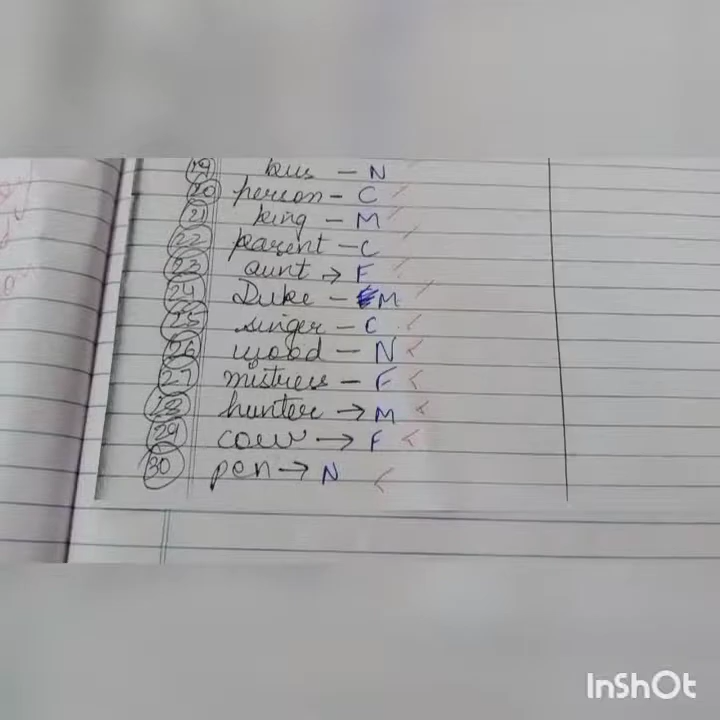 19 bus - N
20 person - C
21 king - M
22 parent - C
23 aunt → F
24 Duke - M
25 singer - C
26 wood - N
27 mistress - F
28 hunter → M
29 cow → F
30 pen → N
InShOt